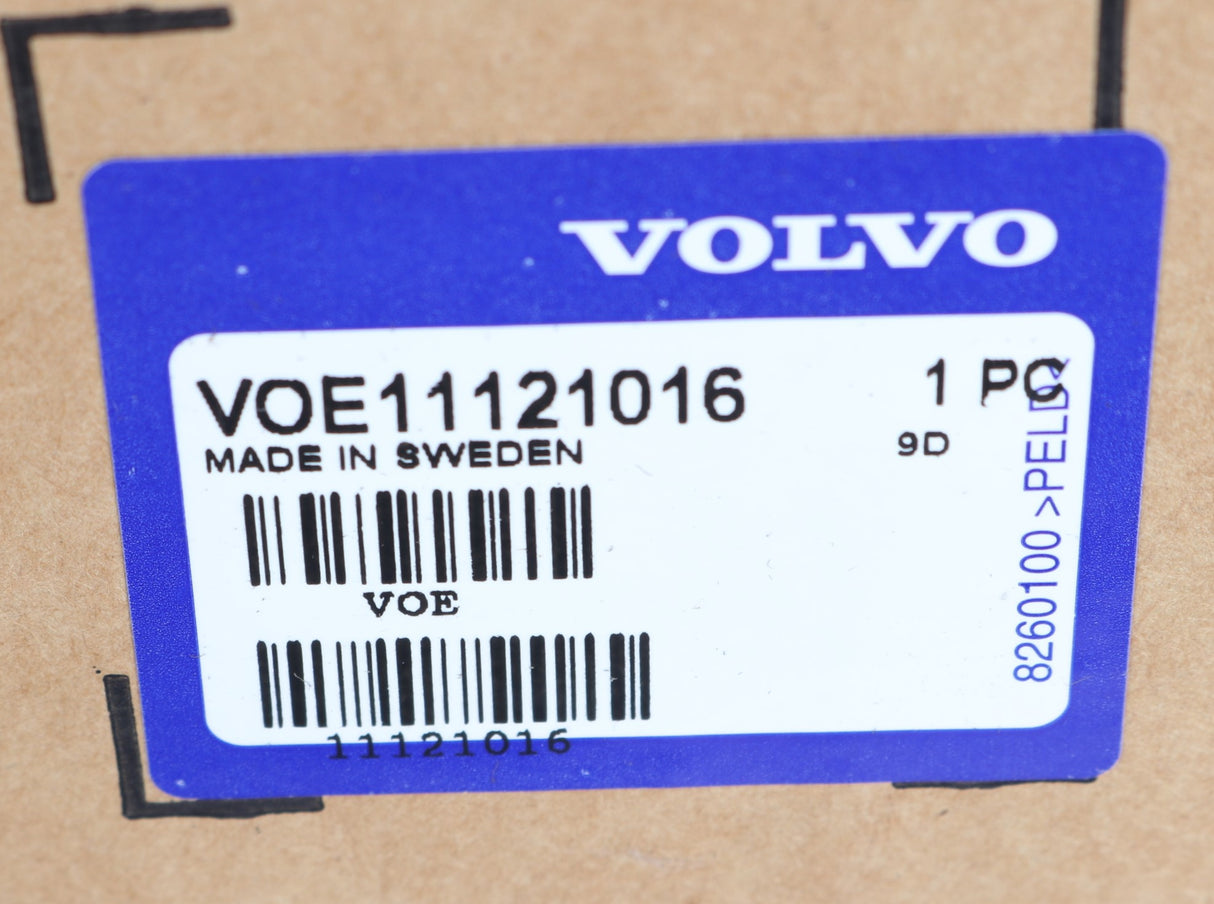 VOLVO
VOE11121016
1 PC
MADE IN SWEDEN
9D
VOE
11121016
8260100 >PELD<